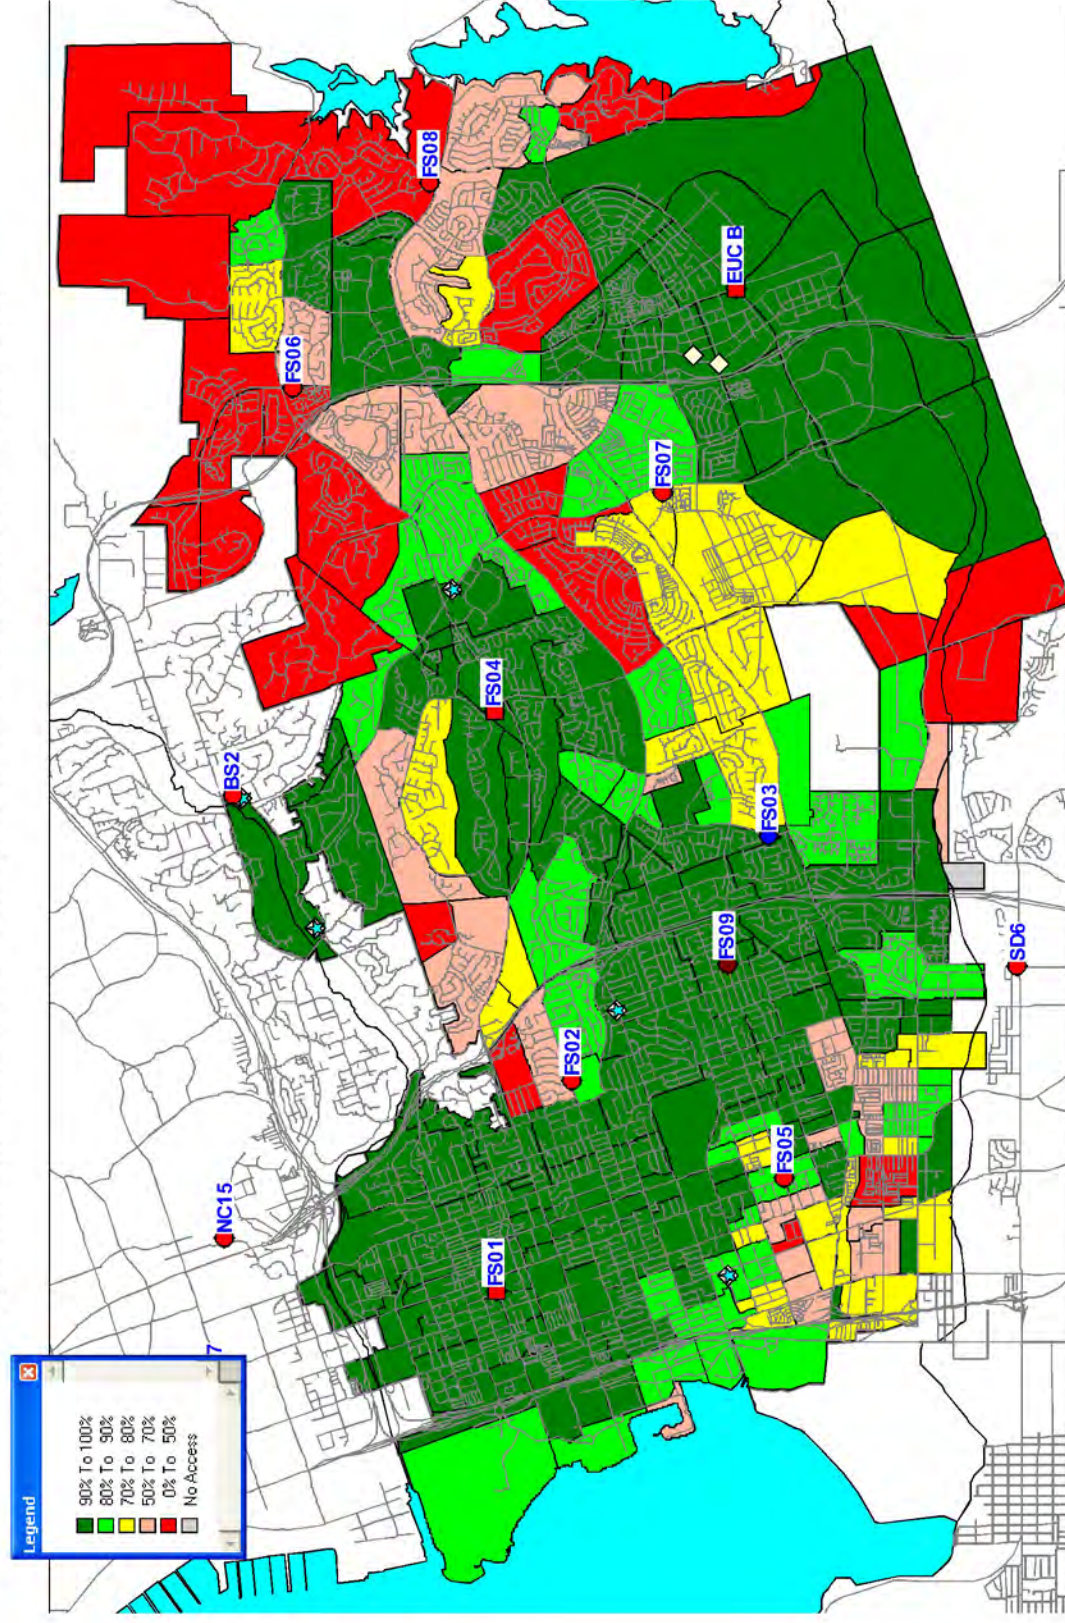 Legend
90% To 100%
80% To 90%
70% To 80%
50% To 70%
0% To 50%
No Access
7
NC15
BS2
FS06
FS08
FS01
FS04
FS02
FS07
EUC B
FS09
FS03
FS05
SD6